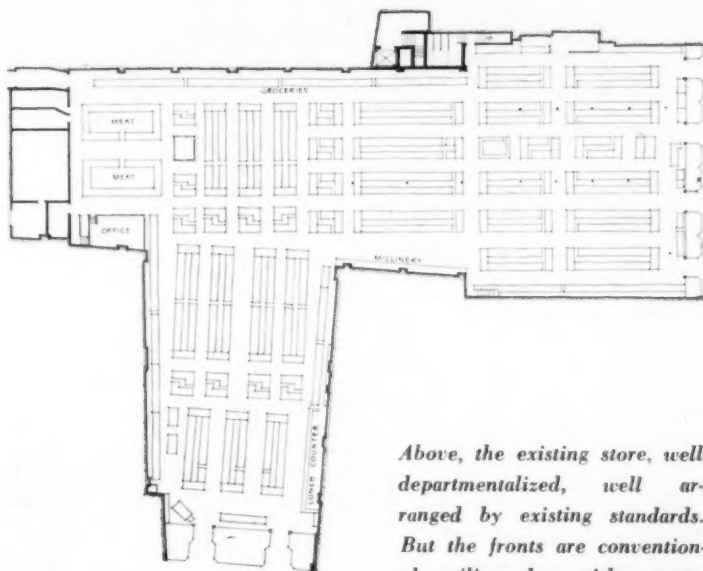 GROCERIES
MEAT
MEAT
OFFICE
MILLINERY
LUNCH COUNTER
Above, the existing store, well
departmentalized, well ar-
ranged by existing standards.
But the fronts are convention-